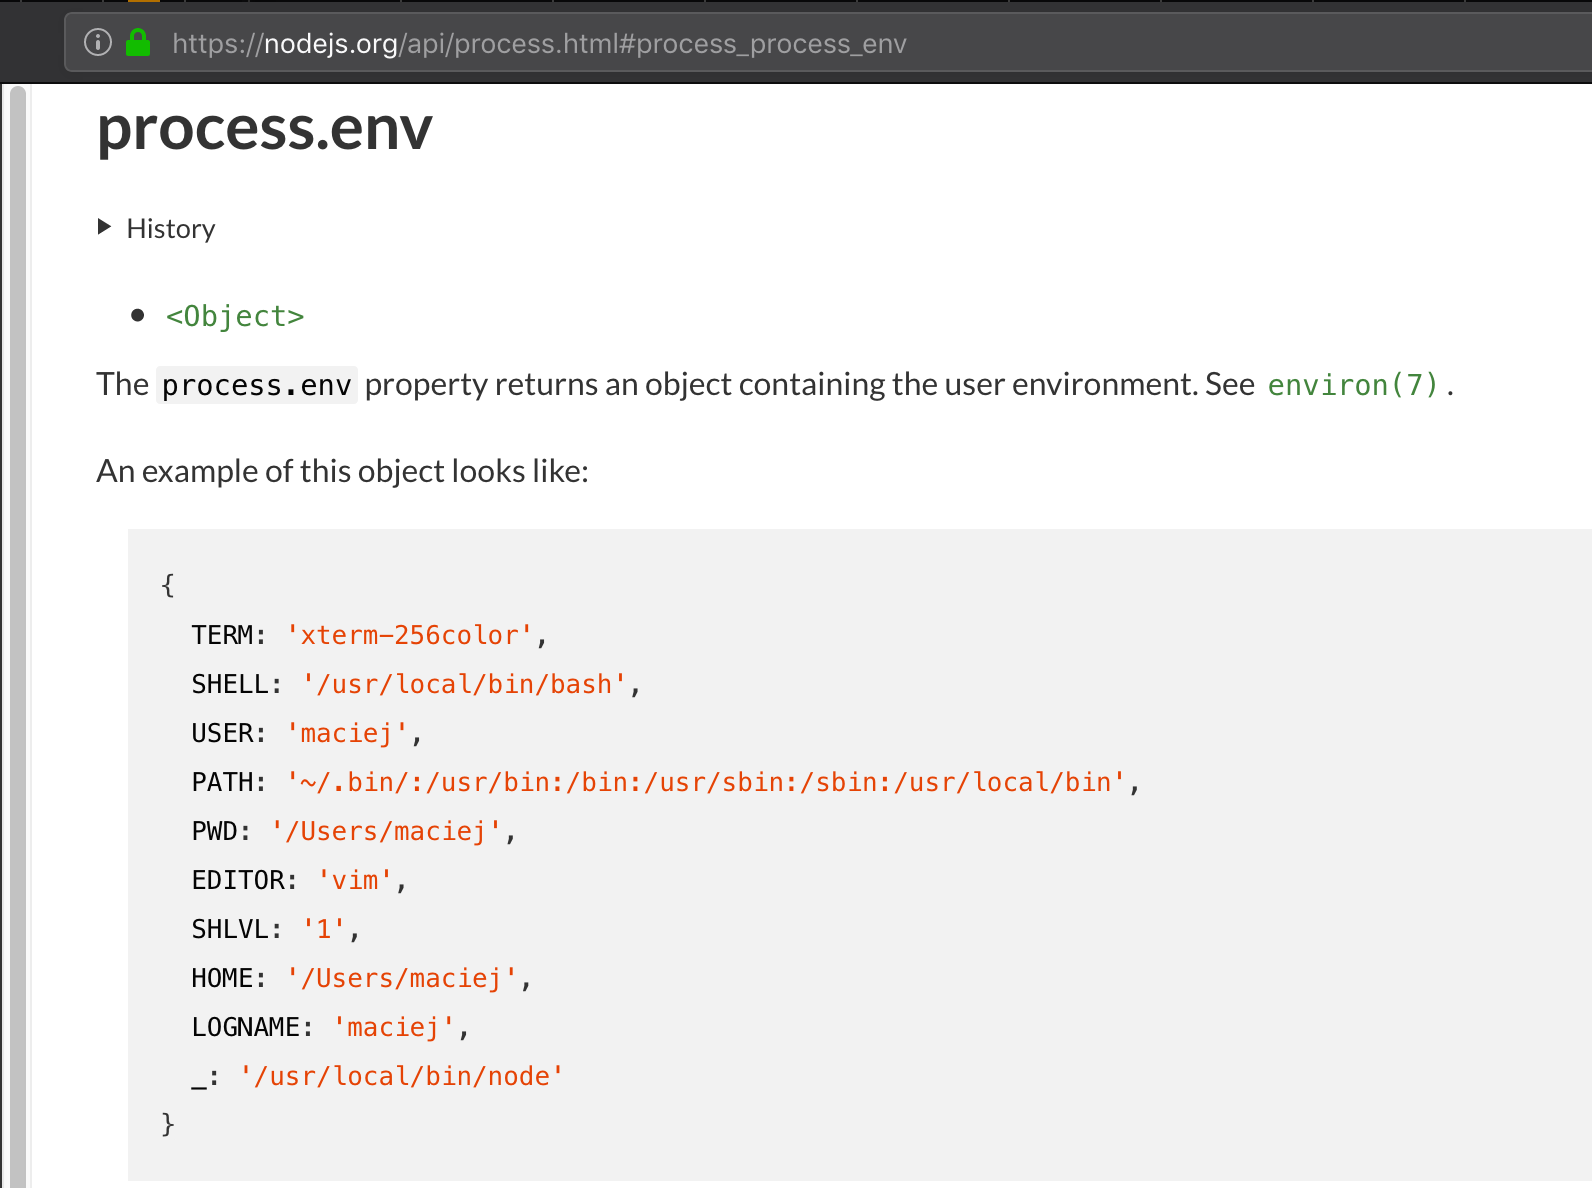 https://nodejs.org/api/process.html#process_process_env
process.env
History
<Object>
The process.env property returns an object containing the user environment. See environ(7).
An example of this object looks like:
{
  TERM: 'xterm-256color',
  SHELL: '/usr/local/bin/bash',
  USER: 'maciej',
  PATH: '~/.bin/:/usr/bin:/bin:/usr/sbin:/sbin:/usr/local/bin',
  PWD: '/Users/maciej',
  EDITOR: 'vim',
  SHLVL: '1',
  HOME: '/Users/maciej',
  LOGNAME: 'maciej',
  _: '/usr/local/bin/node'
}